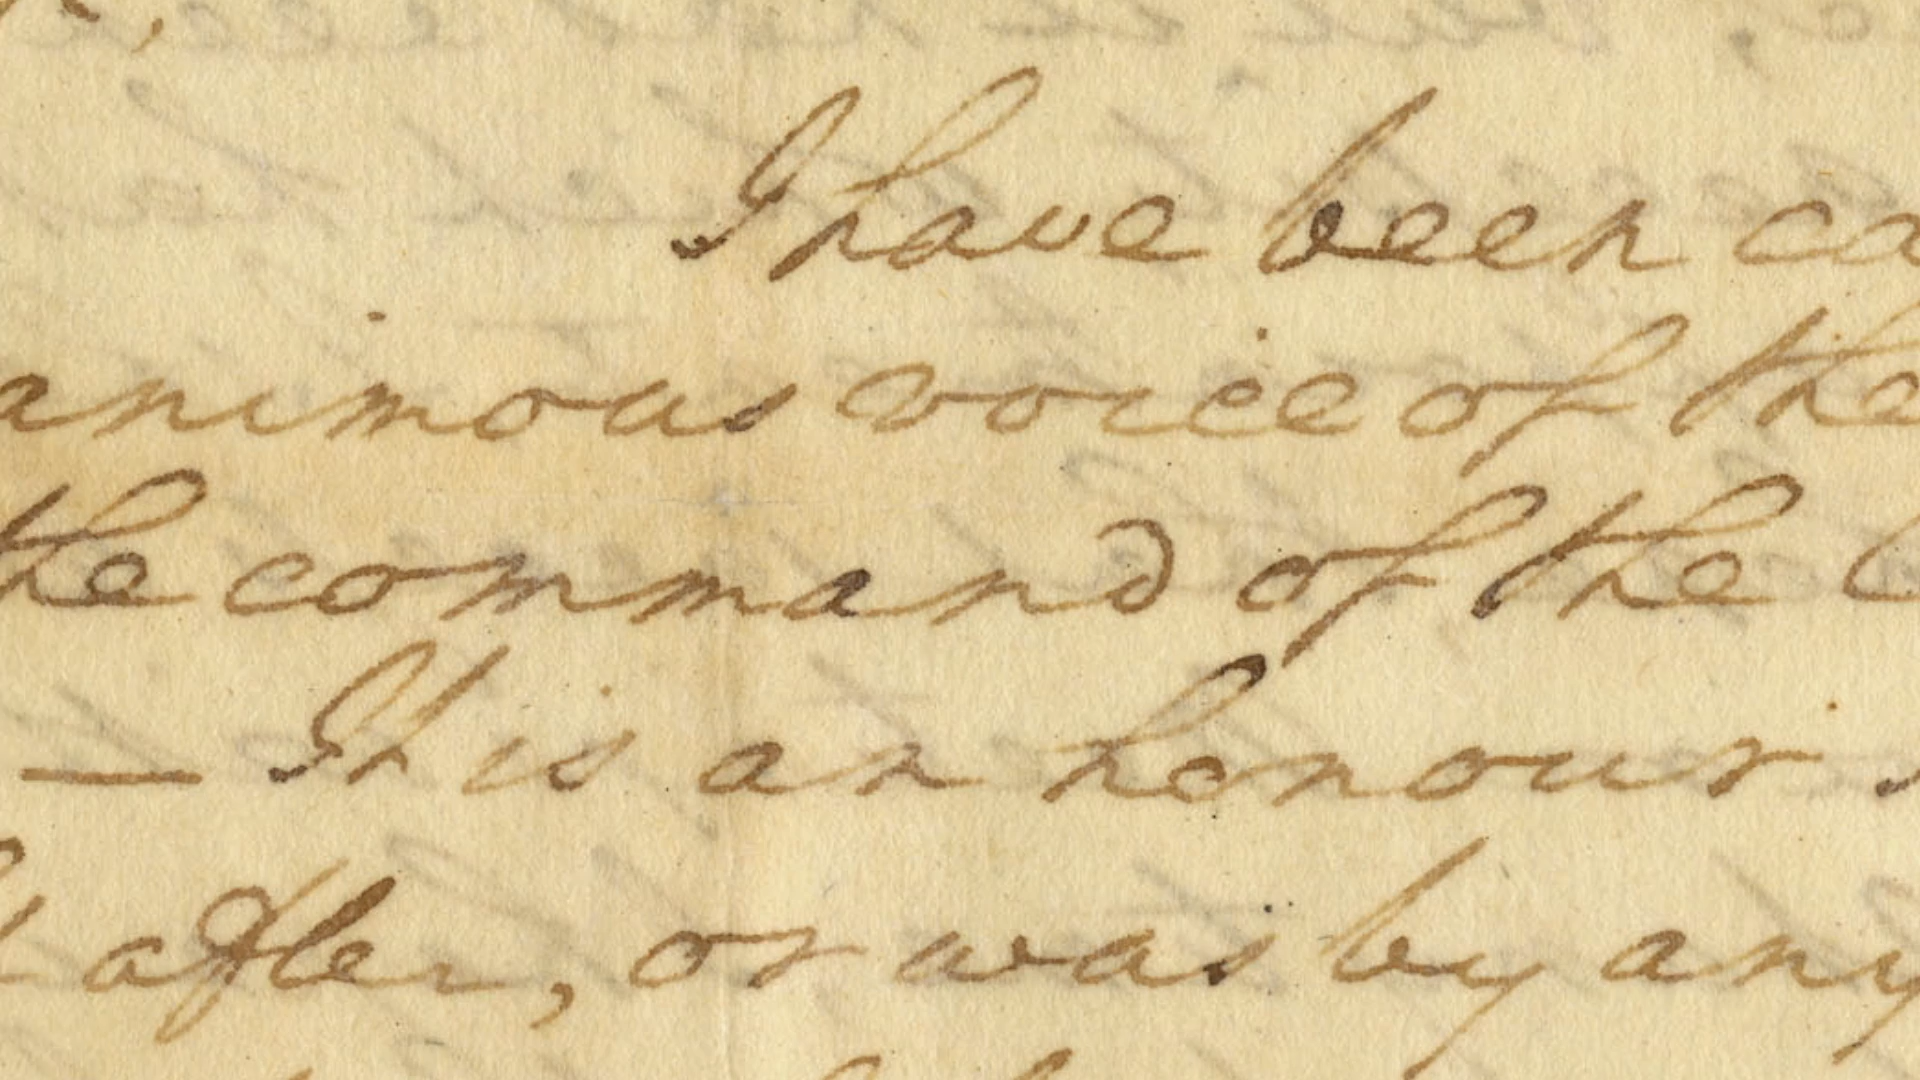 I have been ca
animous voice of the
the command of the C
— It is an honour
after, or was by any